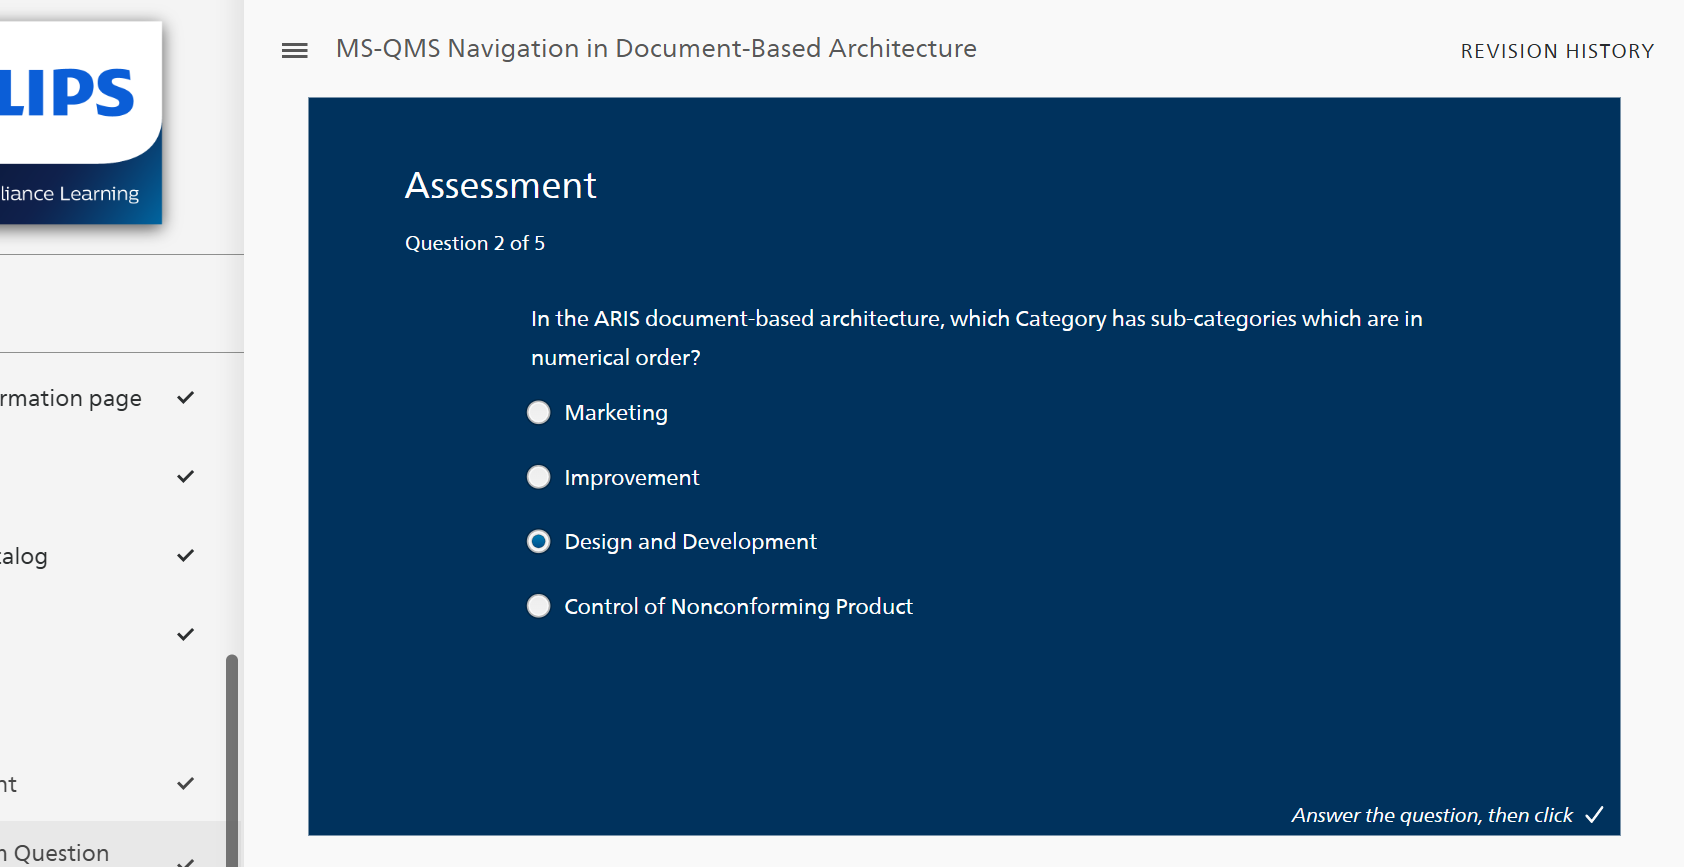 LIPS
liance Learning
rmation page
talog
nt
n Question
MS-QMS Navigation in Document-Based Architecture
REVISION HISTORY
Assessment
Question 2 of 5
In the ARIS document-based architecture, which Category has sub-categories which are in
numerical order?
Marketing
Improvement
Design and Development
Control of Nonconforming Product
Answer the question, then click